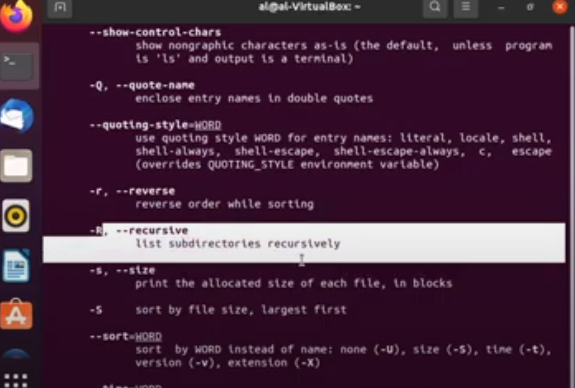 al@al-VirtualBox: ~
--show-control-chars
show nongraphic characters as-is (the default, unless program
is 'ls' and output is a terminal)
-Q, --quote-name
enclose entry names in double quotes
--quoting-style=WORD
use quoting style WORD for entry names: literal, locale, shell,
shell-always, shell-escape, shell-escape-always, c, escape
(overrides QUOTING_STYLE environment variable)
-r, --reverse
reverse order while sorting
-R, --recursive
list subdirectories recursively
-s, --size
print the allocated size of each file, in blocks
-S sort by file size, largest first
--sort=WORD
sort by WORD instead of name: none (-U), size (-S), time (-t),
version (-v), extension (-X)